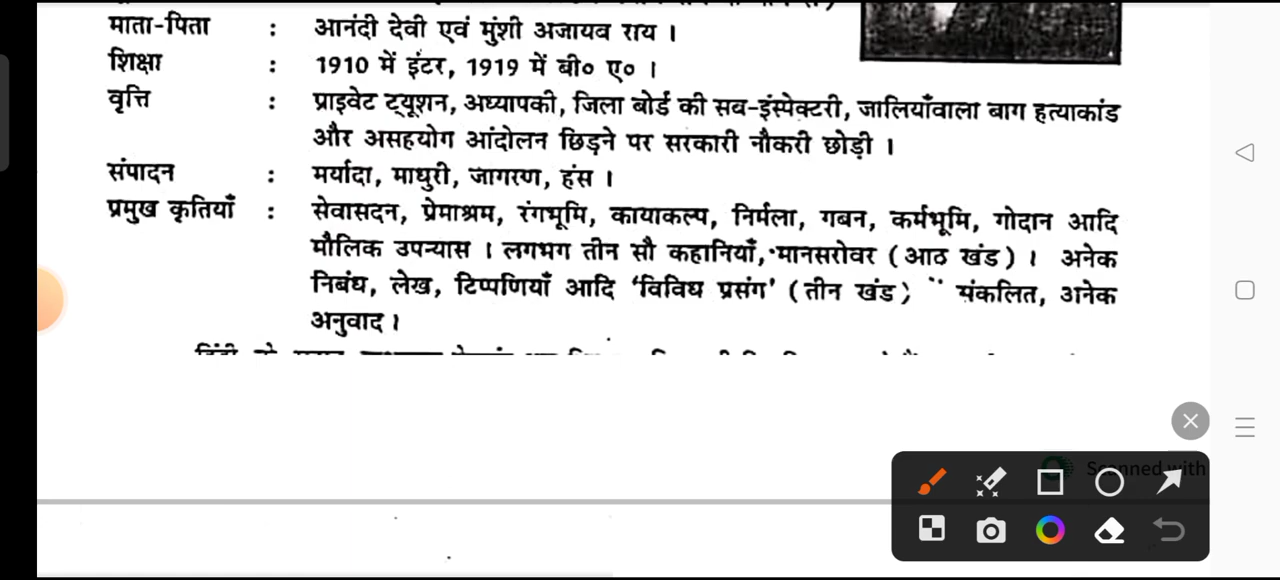 माता-पिता : आनंदी देवी एवं मुंशी अजायब राय ।
शिक्षा : 1910 में इंटर, 1919 में बी० ए० ।
वृत्ति : प्राइवेट ट्यूशन, अध्यापकी, जिला बोर्ड की सब-इंस्पेक्टरी, जालियाँवाला बाग हत्याकांड
और असहयोग आंदोलन छिड़ने पर सरकारी नौकरी छोड़ी ।
संपादन : मर्यादा, माधुरी, जागरण, हंस ।
प्रमुख कृतियाँ : सेवासदन, प्रेमाश्रम, रंगभूमि, कायाकल्प, निर्मला, गबन, कर्मभूमि, गोदान आदि
मौलिक उपन्यास । लगभग तीन सौ कहानियाँ, मानसरोवर (आठ खंड) । अनेक
निबंध, लेख, टिप्पणियाँ आदि 'विविध प्रसंग' (तीन खंड) संकलित, अनेक
अनुवाद ।
Scanned with